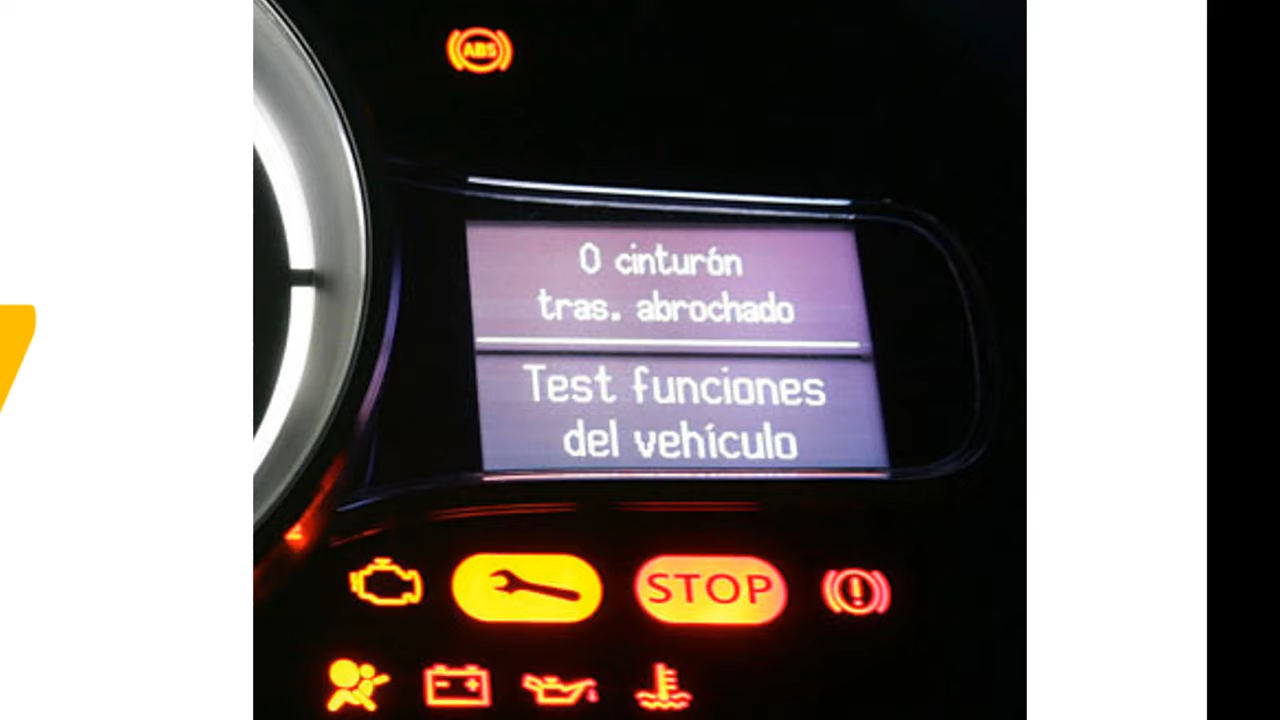 ABS
0 cinturón
tras. abrochado
Test funciones
del vehículo
STOP